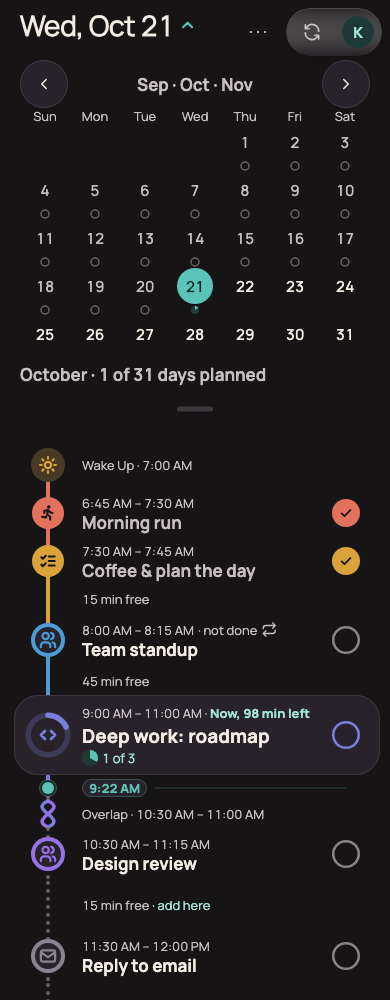 Wed, Oct 21
...
K
Sep · Oct · Nov
Sun Mon Tue Wed Thu Fri Sat
1 2 3
4 5 6 7 8 9 10
11 12 13 14 15 16 17
18 19 20 21 22 23 24
25 26 27 28 29 30 31
October · 1 of 31 days planned
Wake Up · 7:00 AM
6:45 AM – 7:30 AM
Morning run
7:30 AM – 7:45 AM
Coffee & plan the day
15 min free
8:00 AM – 8:15 AM · not done
Team standup
45 min free
9:00 AM – 11:00 AM · Now, 98 min left
Deep work: roadmap
1 of 3
9:22 AM
Overlap · 10:30 AM – 11:00 AM
10:30 AM – 11:15 AM
Design review
15 min free · add here
11:30 AM – 12:00 PM
Reply to email